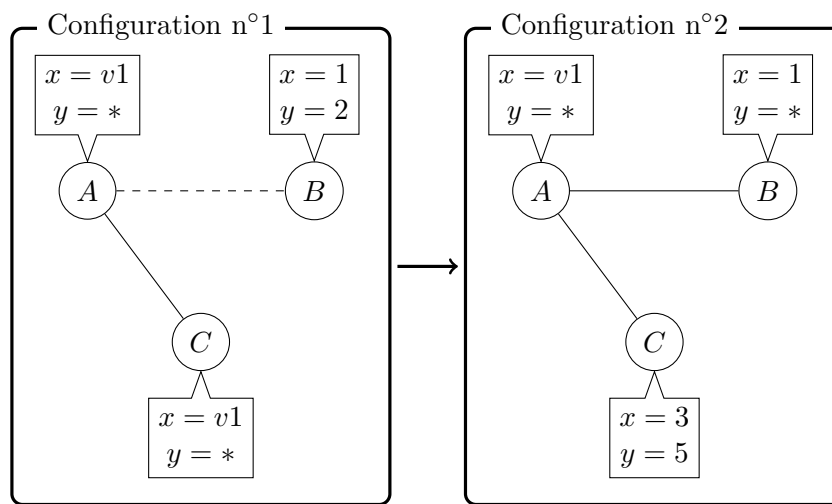 Configuration n°1
x = v1
y = *
x = 1
y = 2
A
B
C
x = v1
y = *
Configuration n°2
x = v1
y = *
x = 1
y = *
A
B
C
x = 3
y = 5